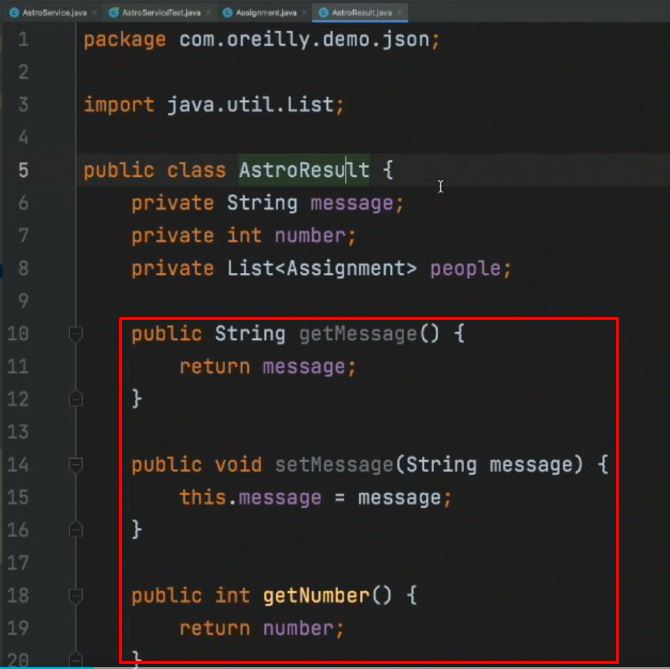 AstroService.java AstroServiceTest.java Assignment.java AstroResult.java
1 package com.oreilly.demo.json;
2
3 import java.util.List;
4
5 public class AstroResult {
6 private String message;
7 private int number;
8 private List<Assignment> people;
9
10 public String getMessage() {
11 return message;
12 }
13
14 public void setMessage(String message) {
15 this.message = message;
16 }
17
18 public int getNumber() {
19 return number;
20 }